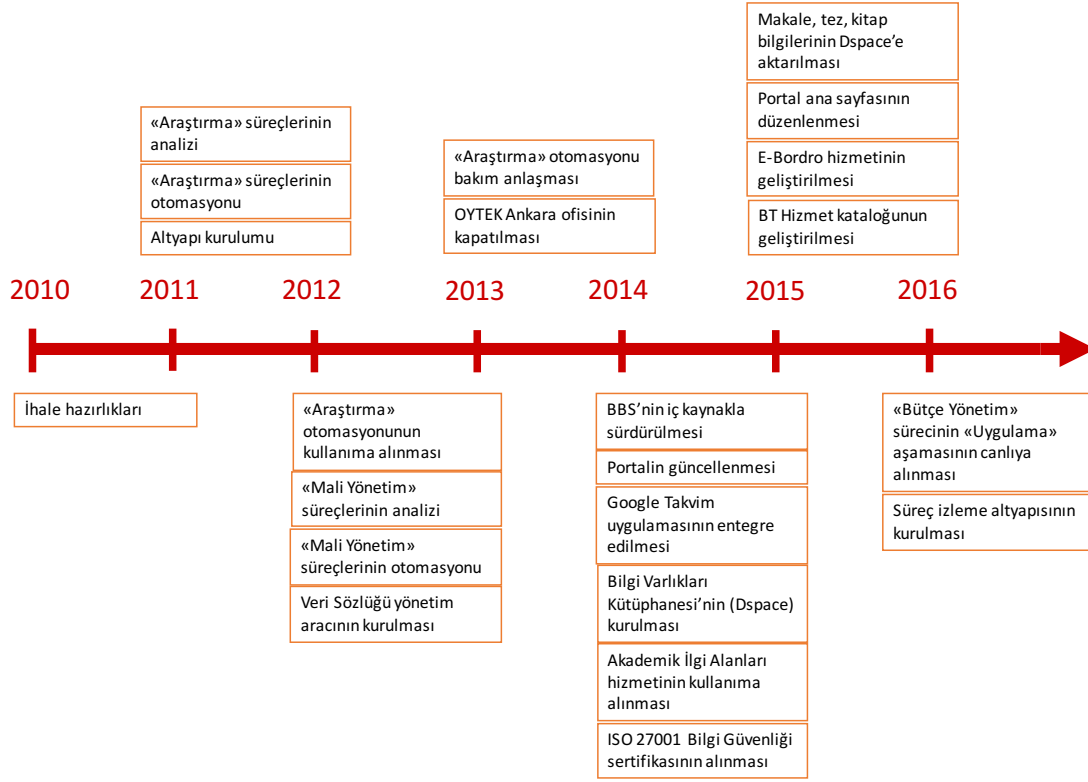 Makale, tez, kitap
bilgilerinin Dspace’e
aktarılması
Portal ana sayfasının
düzenlenmesi
E-Bordro hizmetinin
geliştirilmesi
BT Hizmet kataloğunun
geliştirilmesi
«Araştırma» süreçlerinin
analizi
«Araştırma» süreçlerinin
otomasyonu
Altyapı kurulumu
«Araştırma» otomasyonu
bakım anlaşması
OYTEK Ankara ofisinin
kapatılması
2010 2011 2012 2013 2014 2015 2016
İhale hazırlıkları
«Araştırma»
otomasyonunun
kullanıma alınması
«Mali Yönetim»
süreçlerinin analizi
«Mali Yönetim»
süreçlerinin otomasyonu
Veri Sözlüğü yönetim
aracının kurulması
BBS’nin iç kaynakla
sürdürülmesi
Portalin güncellenmesi
Google Takvim
uygulamasının entegre
edilmesi
Bilgi Varlıkları
Kütüphanesi’nin (Dspace)
kurulması
Akademik İlgi Alanları
hizmetinin kullanıma
alınması
ISO 27001 Bilgi Güvenliği
sertifikasının alınması
«Bütçe Yönetim»
sürecinin «Uygulama»
aşamasının canlıya
alınması
Süreç izleme altyapısının
kurulması